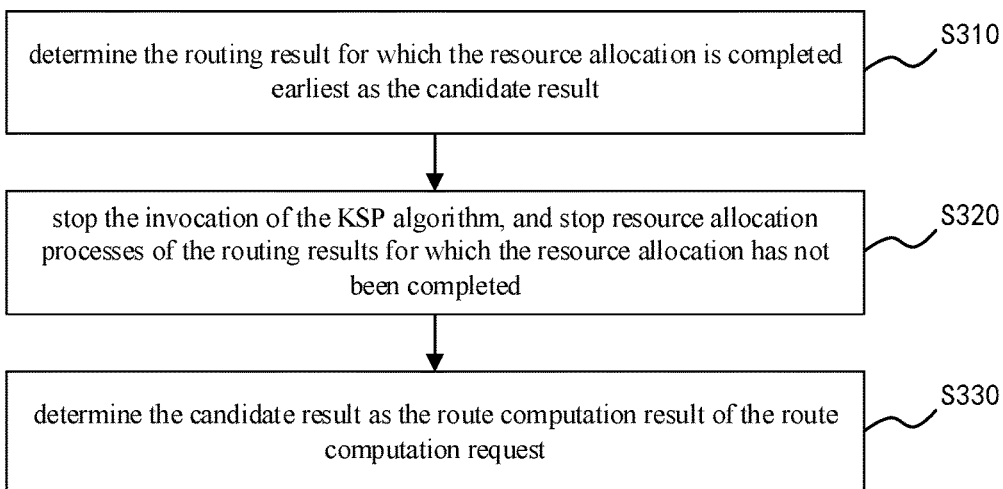 determine the routing result for which the resource allocation is completed
earliest as the candidate result
S310
stop the invocation of the KSP algorithm, and stop resource allocation
processes of the routing results for which the resource allocation has not
been completed
S320
determine the candidate result as the route computation result of the route
computation request
S330